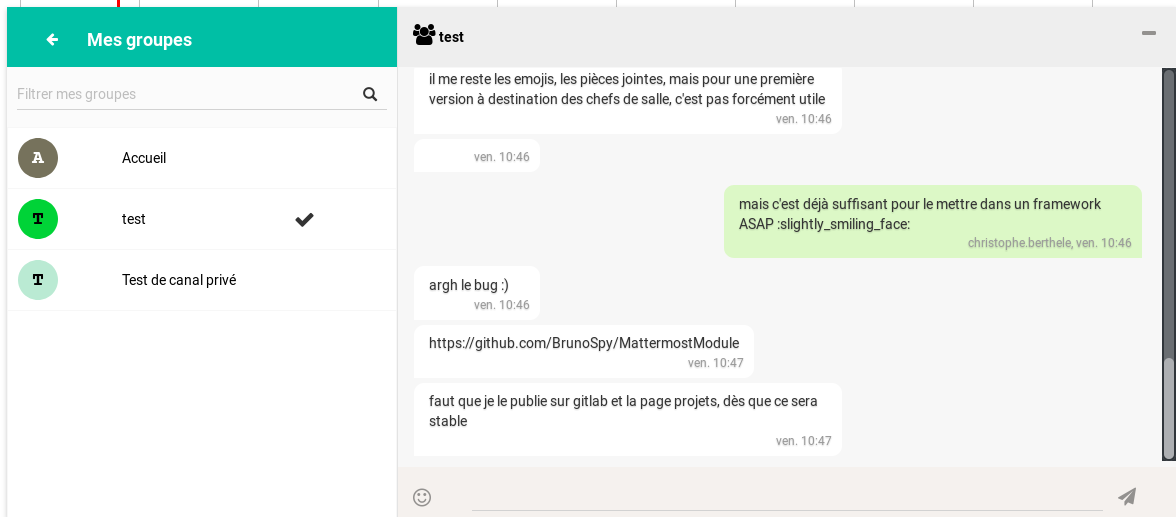 Mes groupes
Filtrer mes groupes
A
Accueil
T
test
T
Test de canal privé
test
il me reste les emojis, les pièces jointes, mais pour une première
version à destination des chefs de salle, c'est pas forcément utile
ven. 10:46
ven. 10:46
mais c'est déjà suffisant pour le mettre dans un framework
ASAP :slightly_smiling_face:
christophe.berthele, ven. 10:46
argh le bug :)
ven. 10:46
https://github.com/BrunoSpy/MattermostModule
ven. 10:47
faut que je le publie sur gitlab et la page projets, dès que ce sera
stable
ven. 10:47